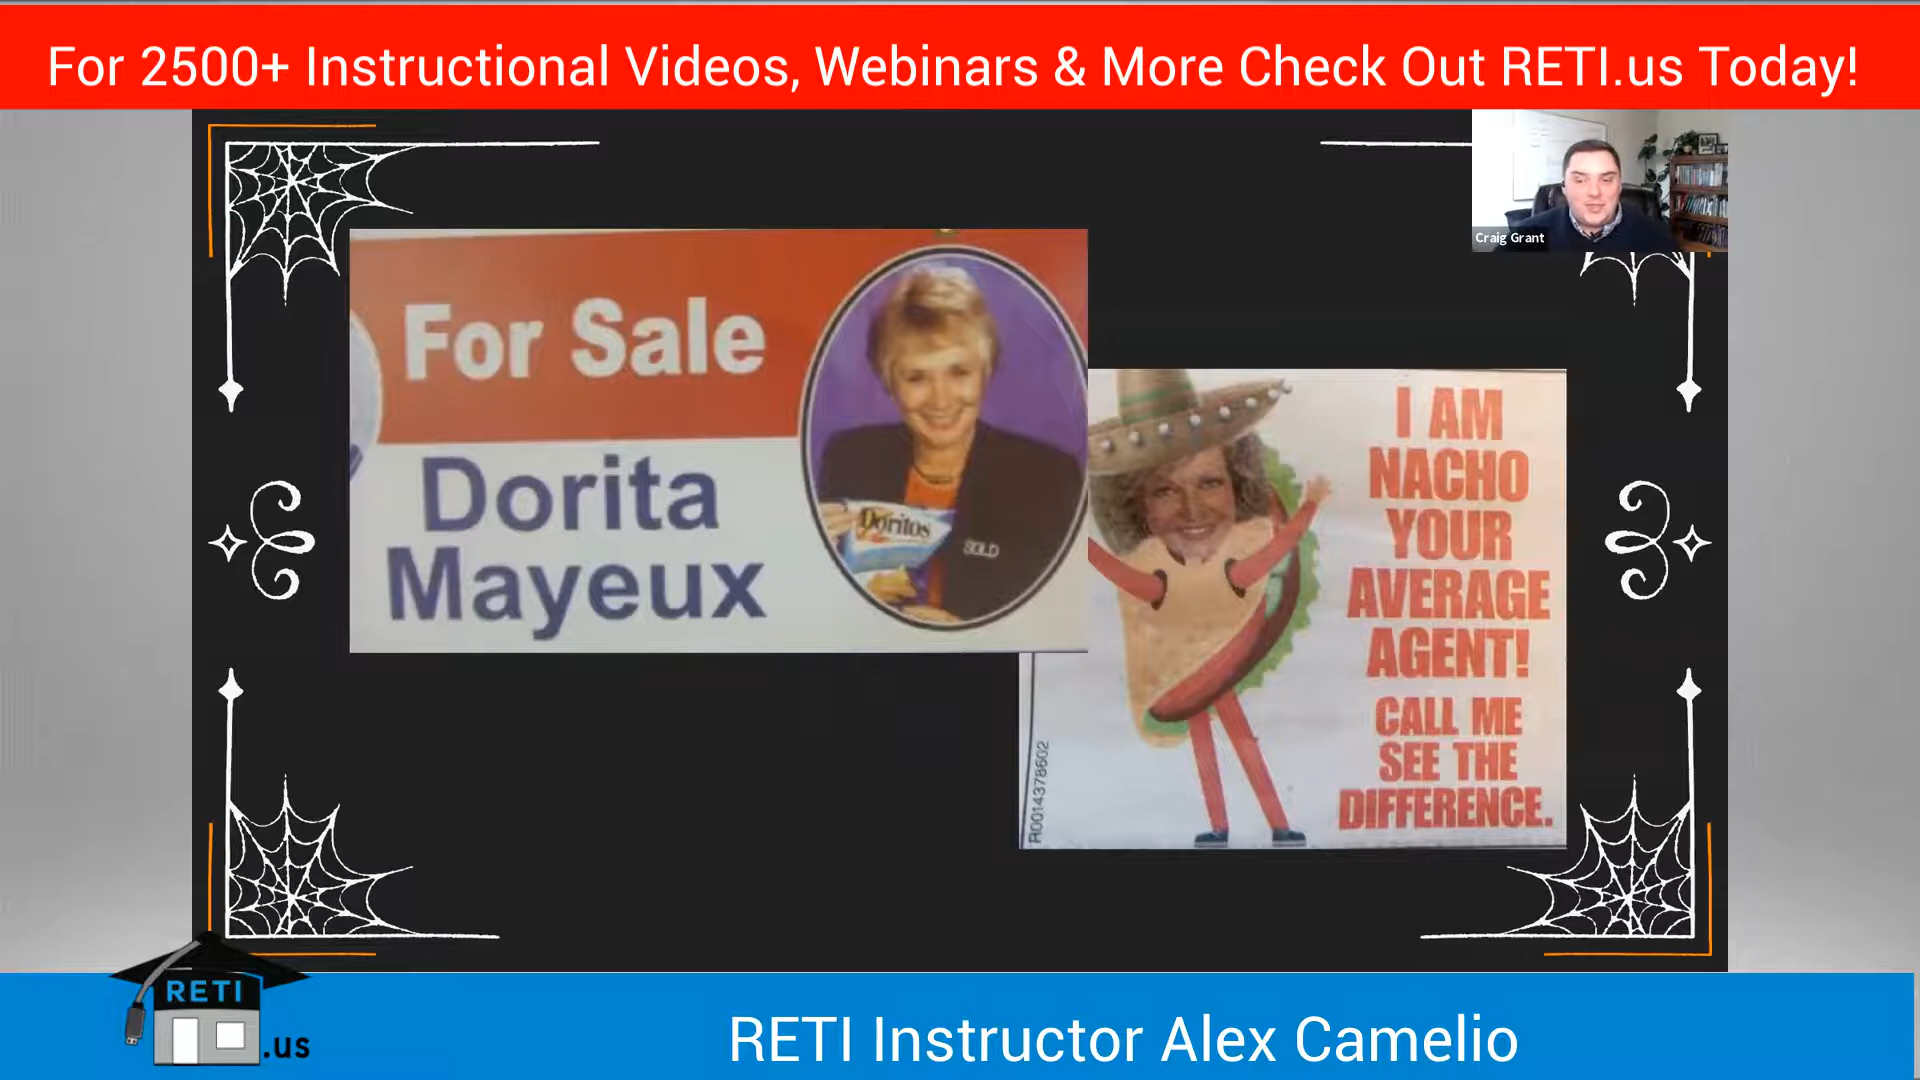 For 2500+ Instructional Videos, Webinars & More Check Out RETI.us Today!
Craig Grant
For Sale
Dorita
Mayeux
Doritos
SOLD
I AM
NACHO
YOUR
AVERAGE
AGENT!
CALL ME
SEE THE
DIFFERENCE.
R0014378602
RETI
.us
RETI Instructor Alex Camelio